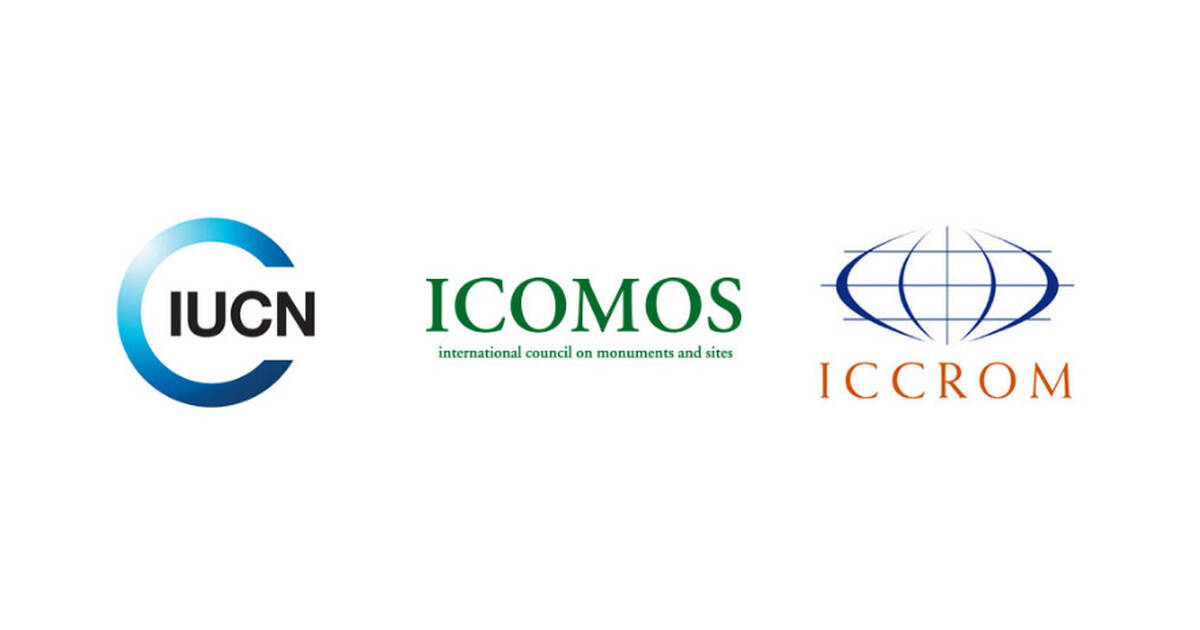 IUCN
ICOMOS
international council on monuments and sites
ICCROM